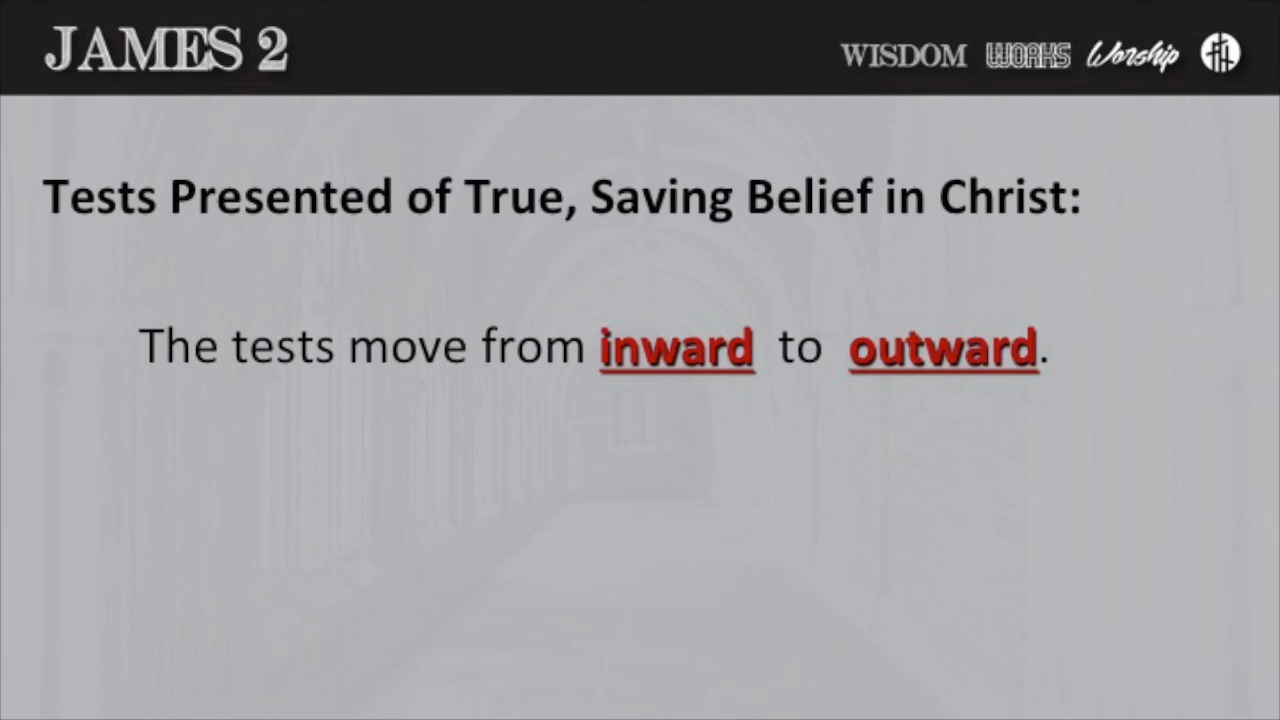 JAMES 2
WISDOM WORKS Worship
Tests Presented of True, Saving Belief in Christ:
The tests move from inward to outward.